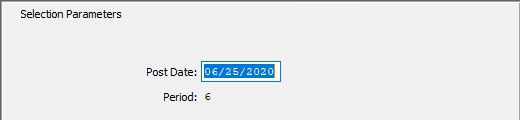 Selection Parameters
Post Date: 06/25/2020
Period: 6